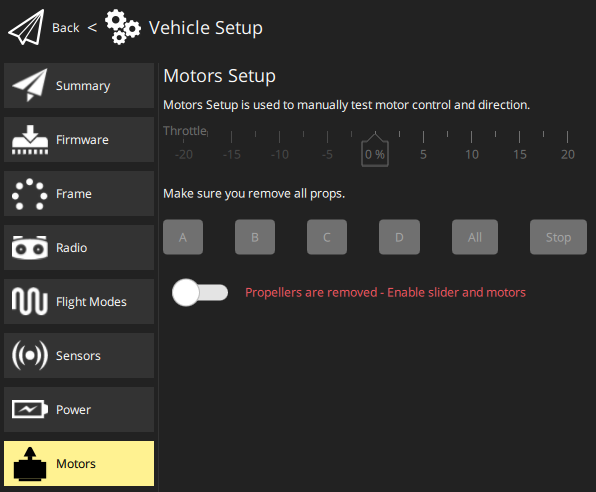 Back < Vehicle Setup
Summary
Firmware
Frame
Radio
Flight Modes
Sensors
Power
Motors
Motors Setup
Motors Setup is used to manually test motor control and direction.
Throttle
-20 -15 -10 -5 0 % 5 10 15 20
Make sure you remove all props.
A B C D All Stop
Propellers are removed - Enable slider and motors